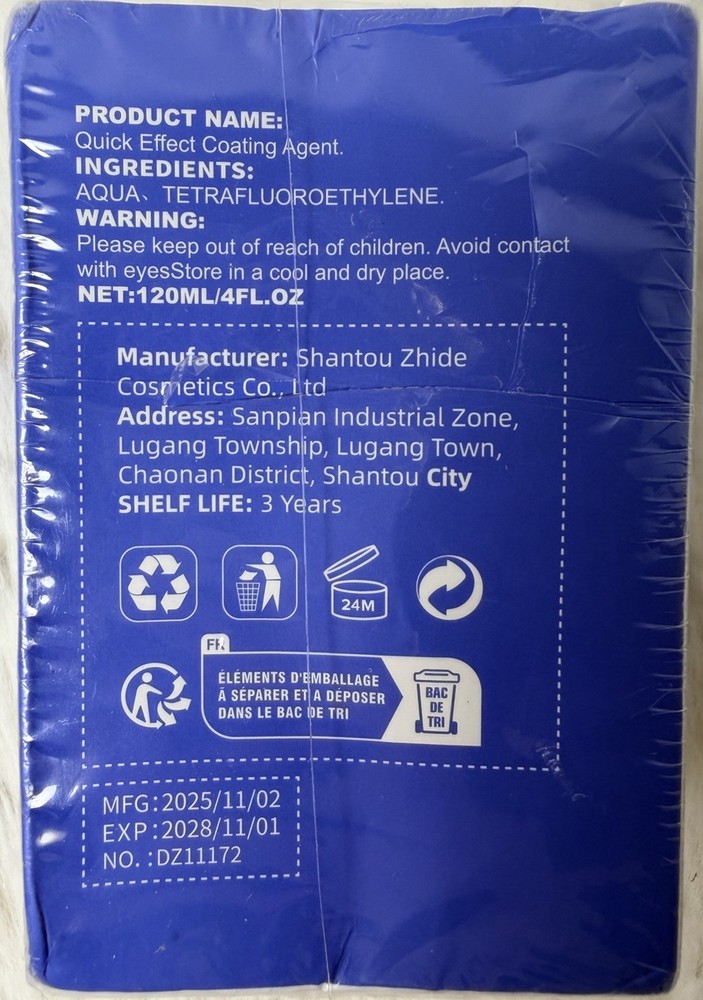 PRODUCT NAME:
Quick Effect Coating Agent.
INGREDIENTS:
AQUA、TETRAFLUOROETHYLENE.
WARNING:
Please keep out of reach of children. Avoid contact
with eyesStore in a cool and dry place.
NET:120ML/4FL.OZ
Manufacturer: Shantou Zhide
Cosmetics Co., Ltd
Address: Sanpian Industrial Zone,
Lugang Township, Lugang Town,
Chaonan District, Shantou City
SHELF LIFE: 3 Years
24M
FR
ÉLÉMENTS D'EMBALLAGE
À SÉPARER ET A DÉPOSER
DANS LE BAC DE TRI
BAC
DE
TRI
MFG:2025/11/02
EXP:2028/11/01
NO. :DZ11172